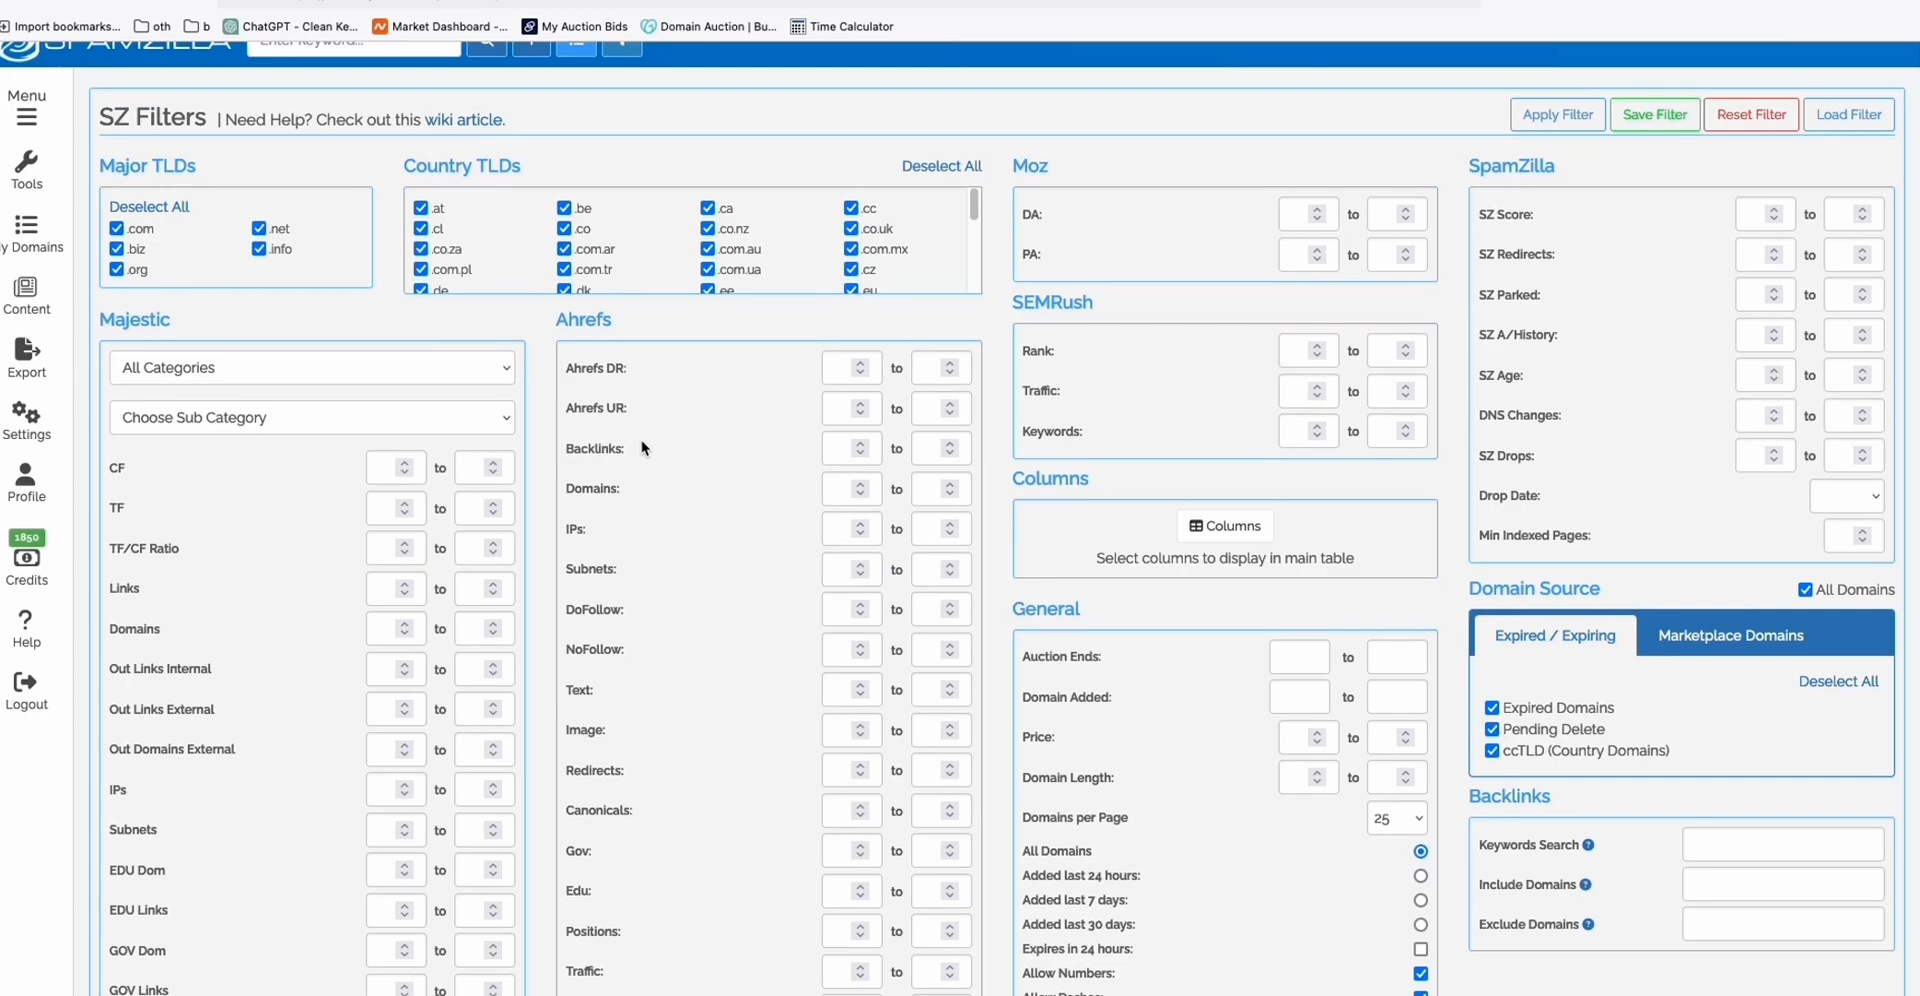 Import bookmarks... oth b ChatGPT - Clean Ke... Market Dashboard -... My Auction Bids Domain Auction | Bu... Time Calculator
SPAMZILLA Enter keyword...
Menu
Tools
y Domains
Content
Export
Settings
Profile
1850
Credits
Help
Logout
SZ Filters | Need Help? Check out this wiki article.
Apply Filter Save Filter Reset Filter Load Filter
Major TLDs
Deselect All
.com .net
.biz .info
.org
Country TLDs Deselect All
.at .be .ca .cc
.cl .co .co.nz .co.uk
.co.za .com.ar .com.au .com.mx
.com.pl .com.tr .com.ua .cz
.de .dk .ee .eu
Majestic
All Categories
Choose Sub Category
CF to
TF to
TF/CF Ratio to
Links to
Domains to
Out Links Internal to
Out Links External to
Out Domains External to
IPs to
Subnets to
EDU Dom to
EDU Links to
GOV Dom to
GOV Links to
Ahrefs
Ahrefs DR: to
Ahrefs UR: to
Backlinks: to
Domains: to
IPs: to
Subnets: to
DoFollow: to
NoFollow: to
Text: to
Image: to
Redirects: to
Canonicals: to
Gov: to
Edu: to
Positions: to
Traffic: to
Moz
DA: to
PA: to
SEMRush
Rank: to
Traffic: to
Keywords: to
Columns
Columns
Select columns to display in main table
General
Auction Ends: to
Domain Added: to
Price: to
Domain Length: to
Domains per Page 25
All Domains
Added last 24 hours:
Added last 7 days:
Added last 30 days:
Expires in 24 hours:
Allow Numbers:
SpamZilla
SZ Score: to
SZ Redirects: to
SZ Parked: to
SZ A/History: to
SZ Age: to
DNS Changes: to
SZ Drops: to
Drop Date:
Min Indexed Pages:
Domain Source All Domains
Expired / Expiring Marketplace Domains
Deselect All
Expired Domains
Pending Delete
ccTLD (Country Domains)
Backlinks
Keywords Search ?
Include Domains ?
Exclude Domains ?